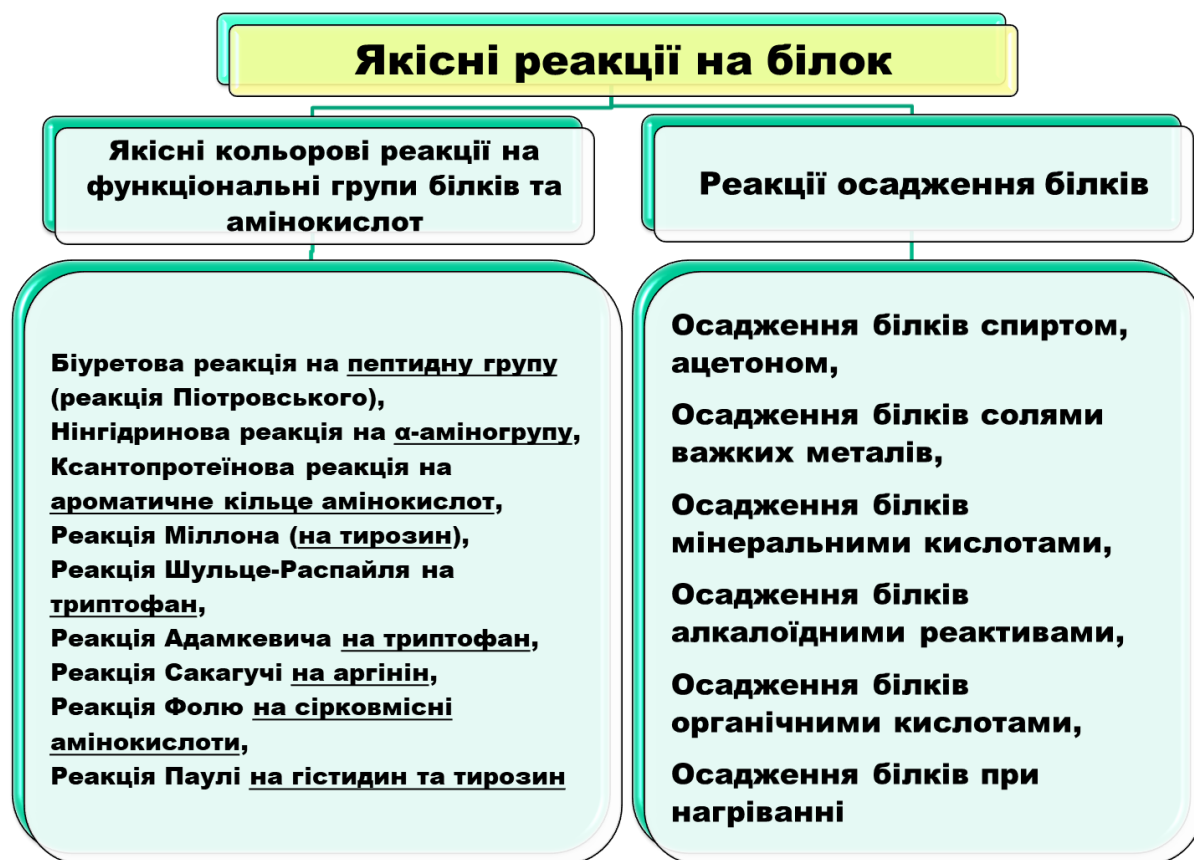 Якісні реакції на білок
Якісні кольорові реакції на
функціональні групи білків та
амінокислот
Реакції осадження білків
Біуретова реакція на пептидну групу
(реакція Піотровського),
Нінгідринова реакція на α-аміногрупу,
Ксантопротеїнова реакція на
ароматичне кільце амінокислот,
Реакція Міллона (на тирозин),
Реакція Шульце-Распайля на
триптофан,
Реакція Адамкевича на триптофан,
Реакція Сакагучі на аргінін,
Реакція Фолю на сірковмісні
амінокислоти,
Реакція Паулі на гістидин та тирозин
Осадження білків спиртом,
ацетоном,
Осадження білків солями
важких металів,
Осадження білків
мінеральними кислотами,
Осадження білків
алкалоїдними реактивами,
Осадження білків
органічними кислотами,
Осадження білків при
нагріванні